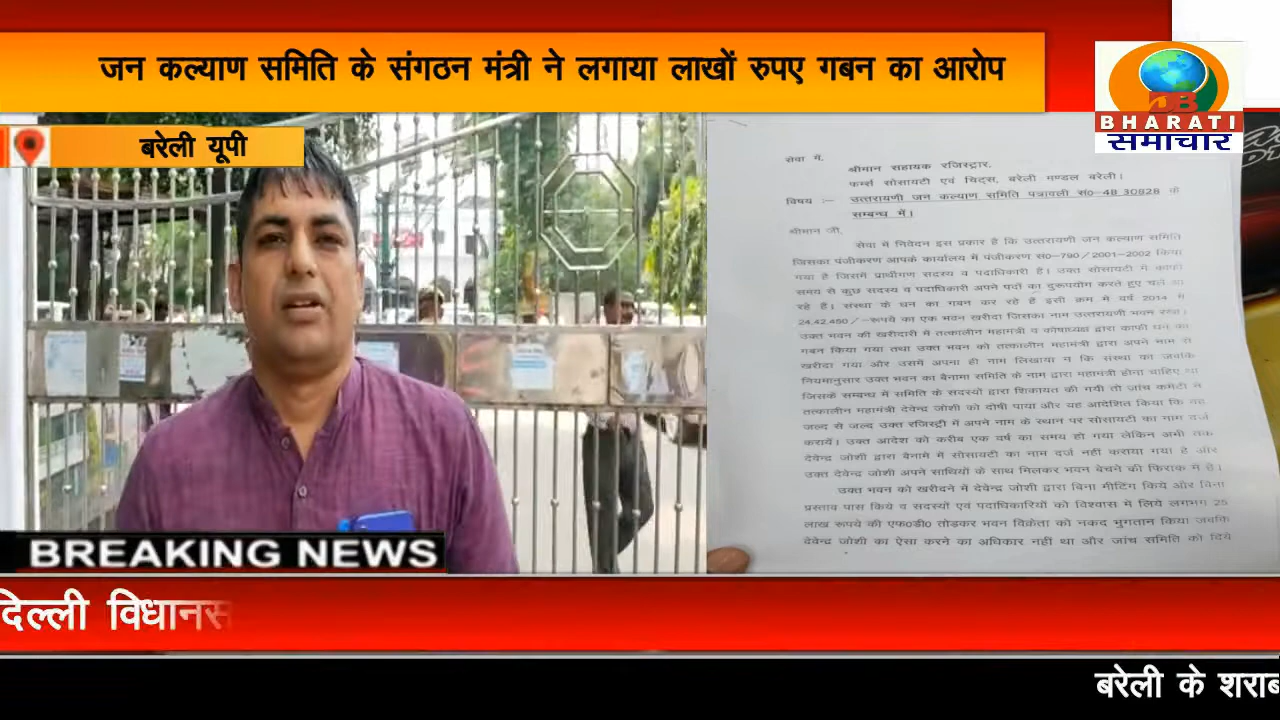 जन कल्याण समिति के संगठन मंत्री ने लगाया लाखों रुपए गबन का आरोप
DB
BHARATI
समाचार
बरेली यूपी
सेवा में,
श्रीमान सहायक रजिस्ट्रार,
फर्म्स सोसायटी एवं चिट्स, बरेली मण्डल बरेली।
विषय :- उत्तरायणी जन कल्याण समिति पत्रावली सं0-4B 30828 के
सम्बन्ध में।
श्रीमान जी,
सेवा में निवेदन इस प्रकार है कि उत्तरायणी जन कल्याण समिति
जिसका पंजीकरण आपके कार्यालय में पंजीकरण सं0-790/2001-2002 किया
गया है जिसमें प्रार्थीगण सदस्य व पदाधिकारी है। उक्त सोसायटी में काफी
समय से कुछ सदस्य व पदाधिकारी अपने पदों का दुरूपयोग करते हुए चले आ
रहे हैं। संस्था के धन का गबन कर रहे है इसी क्रम में वर्ष 2014 में
24,42,450/-रूपये का एक भवन खरीदा जिसका नाम उत्तरायणी भवन रखा।
उक्त भवन की खरीदारी में तत्कालीन महामंत्री व कोषाध्यक्ष द्वारा काफी धन का
गबन किया गया तथा उक्त भवन को तत्कालीन महामंत्री द्वारा अपने नाम से
खरीदा गया और उसमें अपना ही नाम लिखाया न कि संस्था का जबकि
नियमानुसार उक्त भवन का बैनामा समिति के नाम द्वारा महामंत्री होना चाहिए था
जिसके सम्बन्ध में समिति के सदस्यों द्वारा शिकायत की गयी तो जांच कमेटी ने
तत्कालीन महामंत्री देवेन्द्र जोशी को दोषी पाया और यह आदेशित किया कि वह
जल्द से जल्द उक्त रजिस्ट्री में अपने नाम के स्थान पर सोसायटी का नाम दर्ज
करायें। उक्त आदेश को करीब एक वर्ष का समय हो गया लेकिन अभी तक
देवेन्द्र जोशी द्वारा बैनामे में सोसायटी का नाम दर्ज नहीं कराया गया है और
उक्त देवेन्द्र जोशी अपने साथियों के साथ मिलकर भवन बेचने की फिराक में है।
उक्त भवन को खरीदने में देवेन्द्र जोशी द्वारा बिना मीटिंग किये और बिना
प्रस्ताव पास किये व सदस्यों एवं पदाधिकारियों को विश्वास में लिये लगभग 25
लाख रूपये की एफ0डी0 तोड़कर भवन विक्रेता को नकद भुगतान किया जबकि
देवेन्द्र जोशी का ऐसा करने का अधिकार नहीं था और जांच समिति को दिये
BREAKING NEWS
दिल्ली विधानस
बरेली के शराब